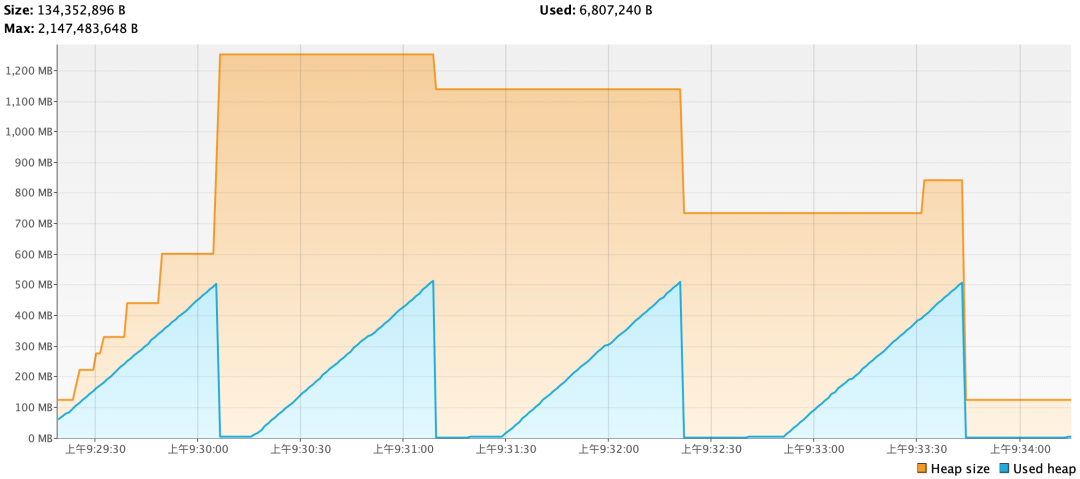 Size: 134,352,896 B
Used: 6,807,240 B
Max: 2,147,483,648 B
1,200 MB
1,100 MB
1,000 MB
900 MB
800 MB
700 MB
600 MB
500 MB
400 MB
300 MB
200 MB
100 MB
0 MB
上午9:29:30
上午9:30:00
上午9:30:30
上午9:31:00
上午9:31:30
上午9:32:00
上午9:32:30
上午9:33:00
上午9:33:30
上午9:34:00
Heap size
Used heap